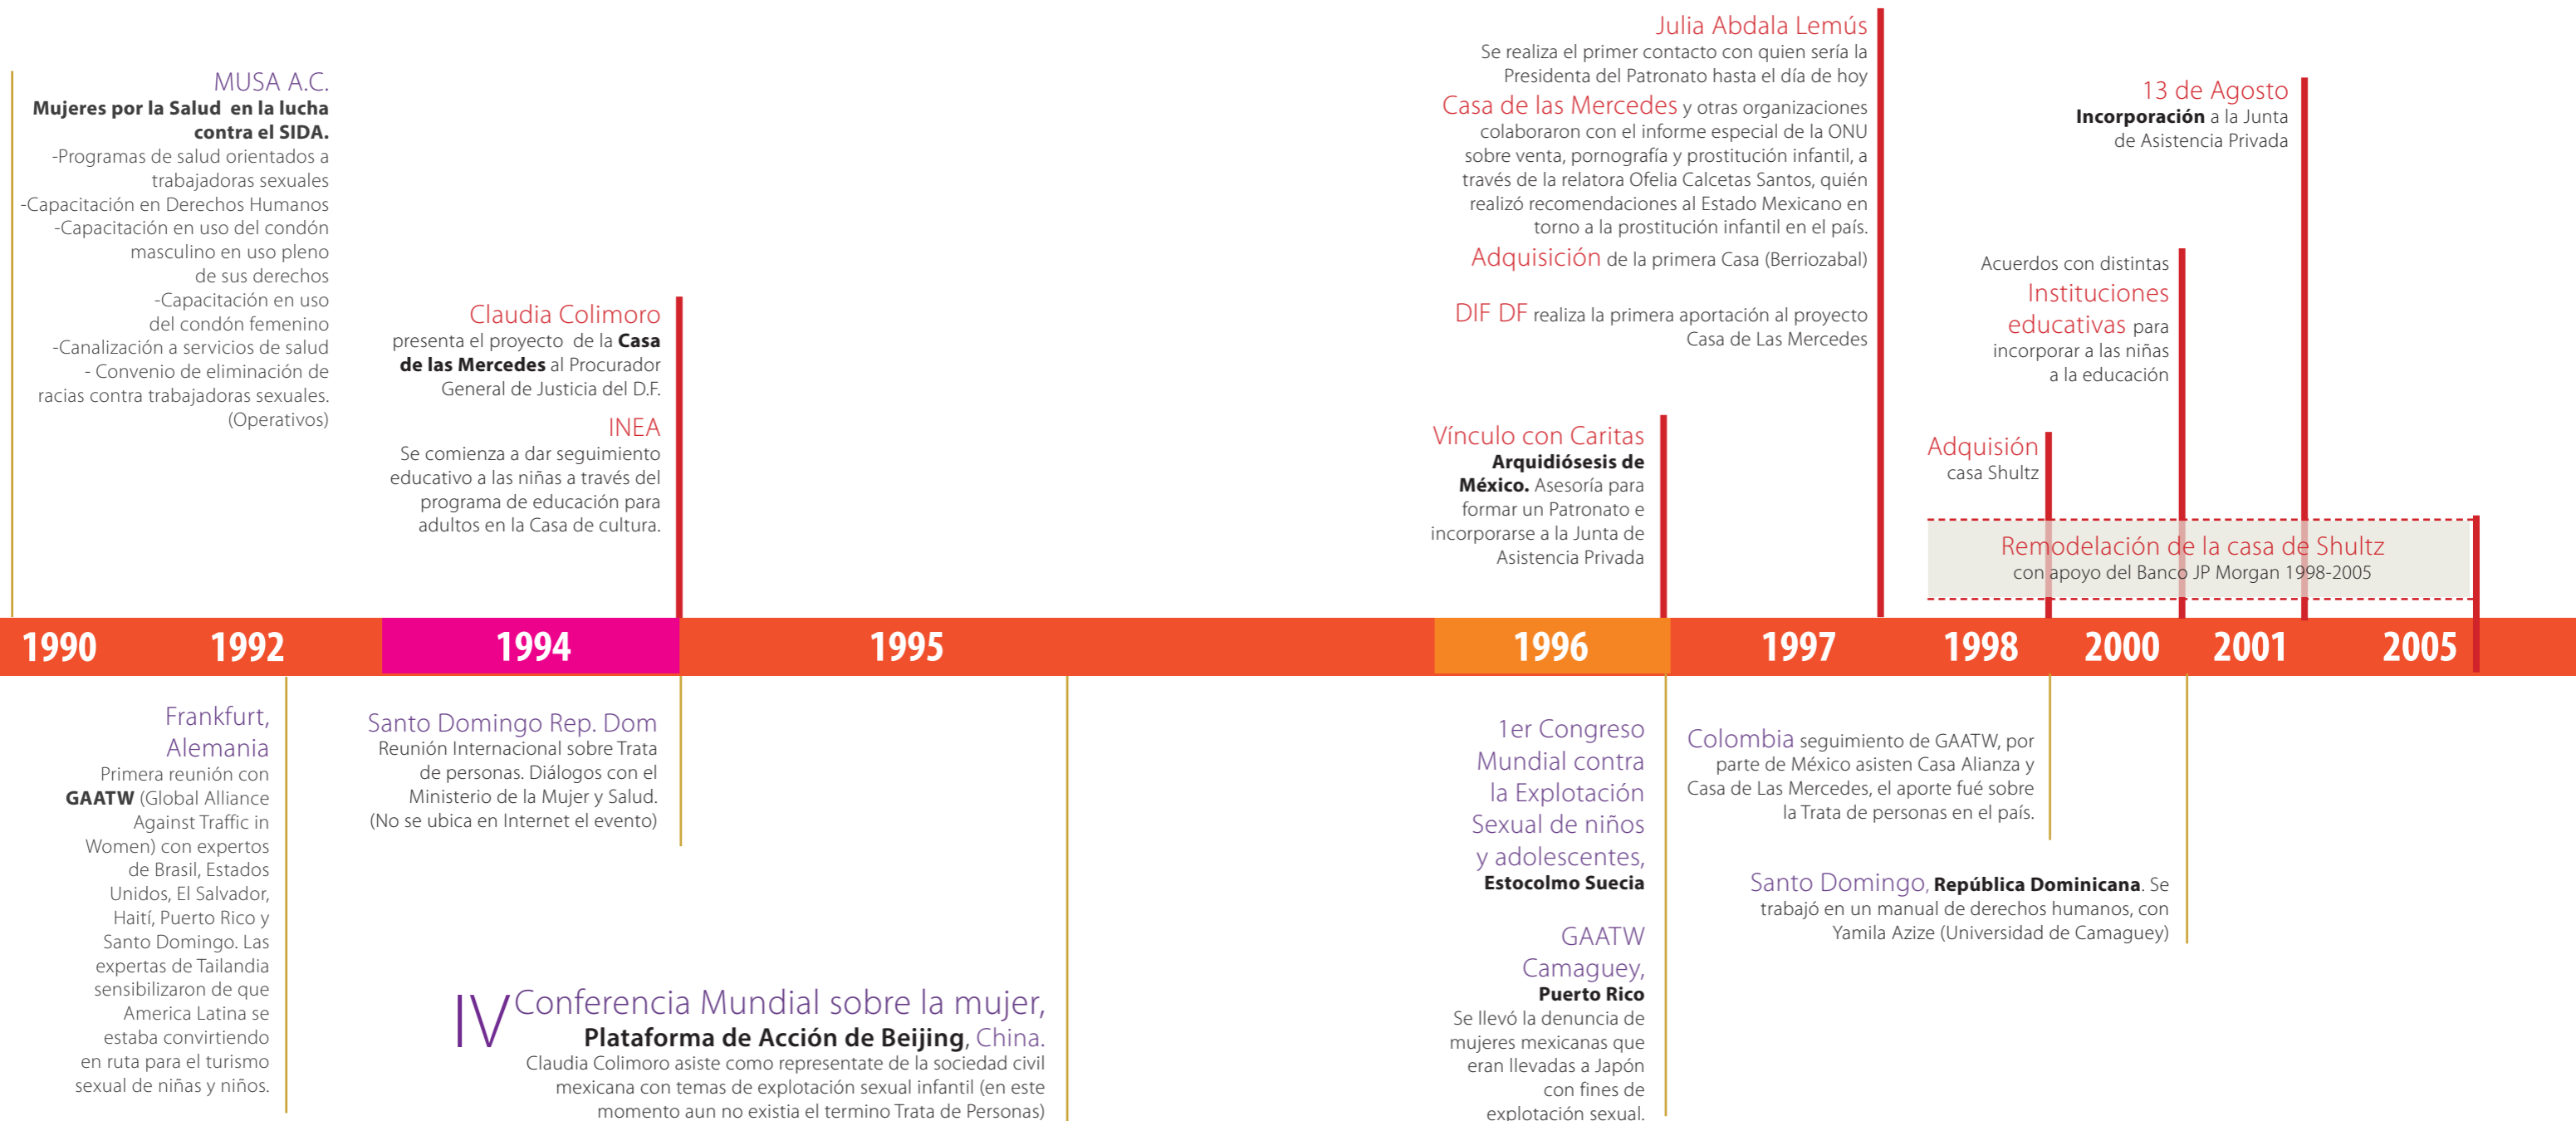 MUSA A.C.
Mujeres por la Salud en la lucha
contra el SIDA.
-Programas de salud orientados a
trabajadoras sexuales
-Capacitación en Derechos Humanos
-Capacitación en uso del condón
masculino en uso pleno
de sus derechos
-Capacitación en uso
del condón femenino
-Canalización a servicios de salud
- Convenio de eliminación de
racias contra trabajadoras sexuales.
(Operativos)
Claudia Colimoro
presenta el proyecto de la Casa
de las Mercedes al Procurador
General de Justicia del D.F.
INEA
Se comienza a dar seguimiento
educativo a las niñas a través del
programa de educación para
adultos en la Casa de cultura.
Vínculo con Caritas
Arquidiósesis de
México. Asesoría para
formar un Patronato e
incorporarse a la Junta de
Asistencia Privada
Julia Abdala Lemús
Se realiza el primer contacto con quien sería la
Presidenta del Patronato hasta el día de hoy
Casa de las Mercedes y otras organizaciones
colaboraron con el informe especial de la ONU
sobre venta, pornografía y prostitución infantil, a
través de la relatora Ofelia Calcetas Santos, quién
realizó recomendaciones al Estado Mexicano en
torno a la prostitución infantil en el país.
Adquisición de la primera Casa (Berriozabal)
DIF DF realiza la primera aportación al proyecto
Casa de Las Mercedes
Adquisión
casa Shultz
Acuerdos con distintas
Instituciones
educativas para
incorporar a las niñas
a la educación
13 de Agosto
Incorporación a la Junta
de Asistencia Privada
Remodelación de la casa de Shultz
con apoyo del Banco JP Morgan 1998-2005
1990 1992 1994 1995 1996 1997 1998 2000 2001 2005
Frankfurt,
Alemania
Primera reunión con
GAATW (Global Alliance
Against Traffic in
Women) con expertos
de Brasil, Estados
Unidos, El Salvador,
Haití, Puerto Rico y
Santo Domingo. Las
expertas de Tailandia
sensibilizaron de que
America Latina se
estaba convirtiendo
en ruta para el turismo
sexual de niñas y niños.
Santo Domingo Rep. Dom
Reunión Internacional sobre Trata
de personas. Diálogos con el
Ministerio de la Mujer y Salud.
(No se ubica en Internet el evento)
IV Conferencia Mundial sobre la mujer,
Plataforma de Acción de Beijing, China.
Claudia Colimoro asiste como representate de la sociedad civil
mexicana con temas de explotación sexual infantil (en este
momento aun no existia el termino Trata de Personas)
1er Congreso
Mundial contra
la Explotación
Sexual de niños
y adolescentes,
Estocolmo Suecia
GAATW
Camaguey,
Puerto Rico
Se llevó la denuncia de
mujeres mexicanas que
eran llevadas a Japón
con fines de
explotación sexual.
Colombia seguimiento de GAATW, por
parte de México asisten Casa Alianza y
Casa de Las Mercedes, el aporte fué sobre
la Trata de personas en el país.
Santo Domingo, República Dominicana. Se
trabajó en un manual de derechos humanos, con
Yamila Azize (Universidad de Camaguey)